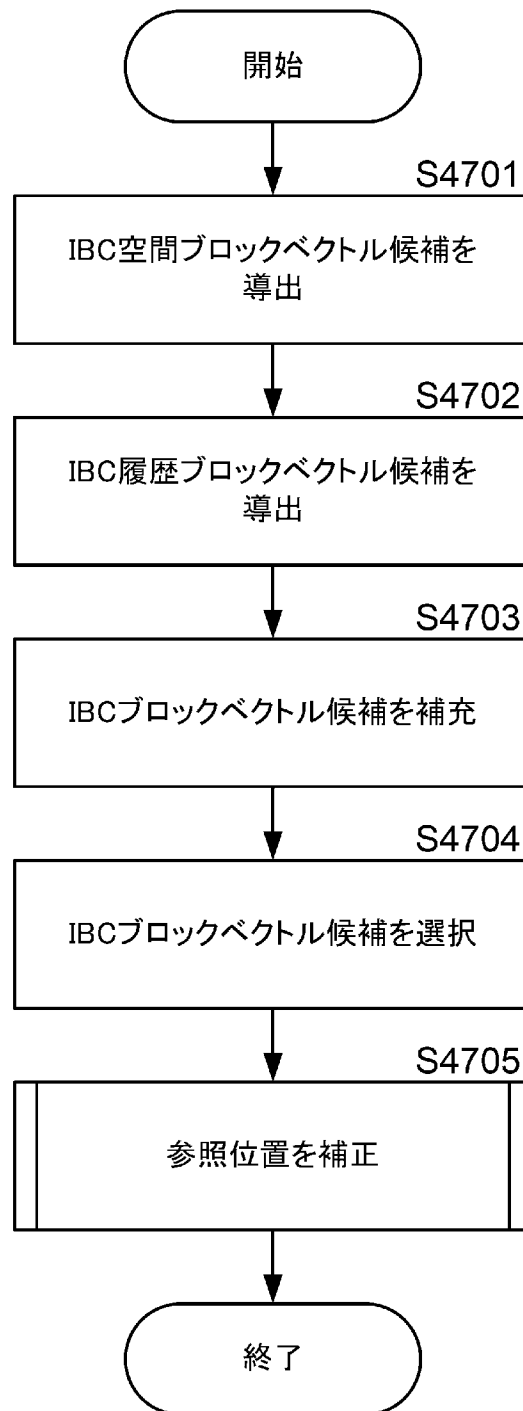 開始
S4701
IBC空間ブロックベクトル候補を
導出
S4702
IBC履歴ブロックベクトル候補を
導出
S4703
IBCブロックベクトル候補を補充
S4704
IBCブロックベクトル候補を選択
S4705
参照位置を補正
終了